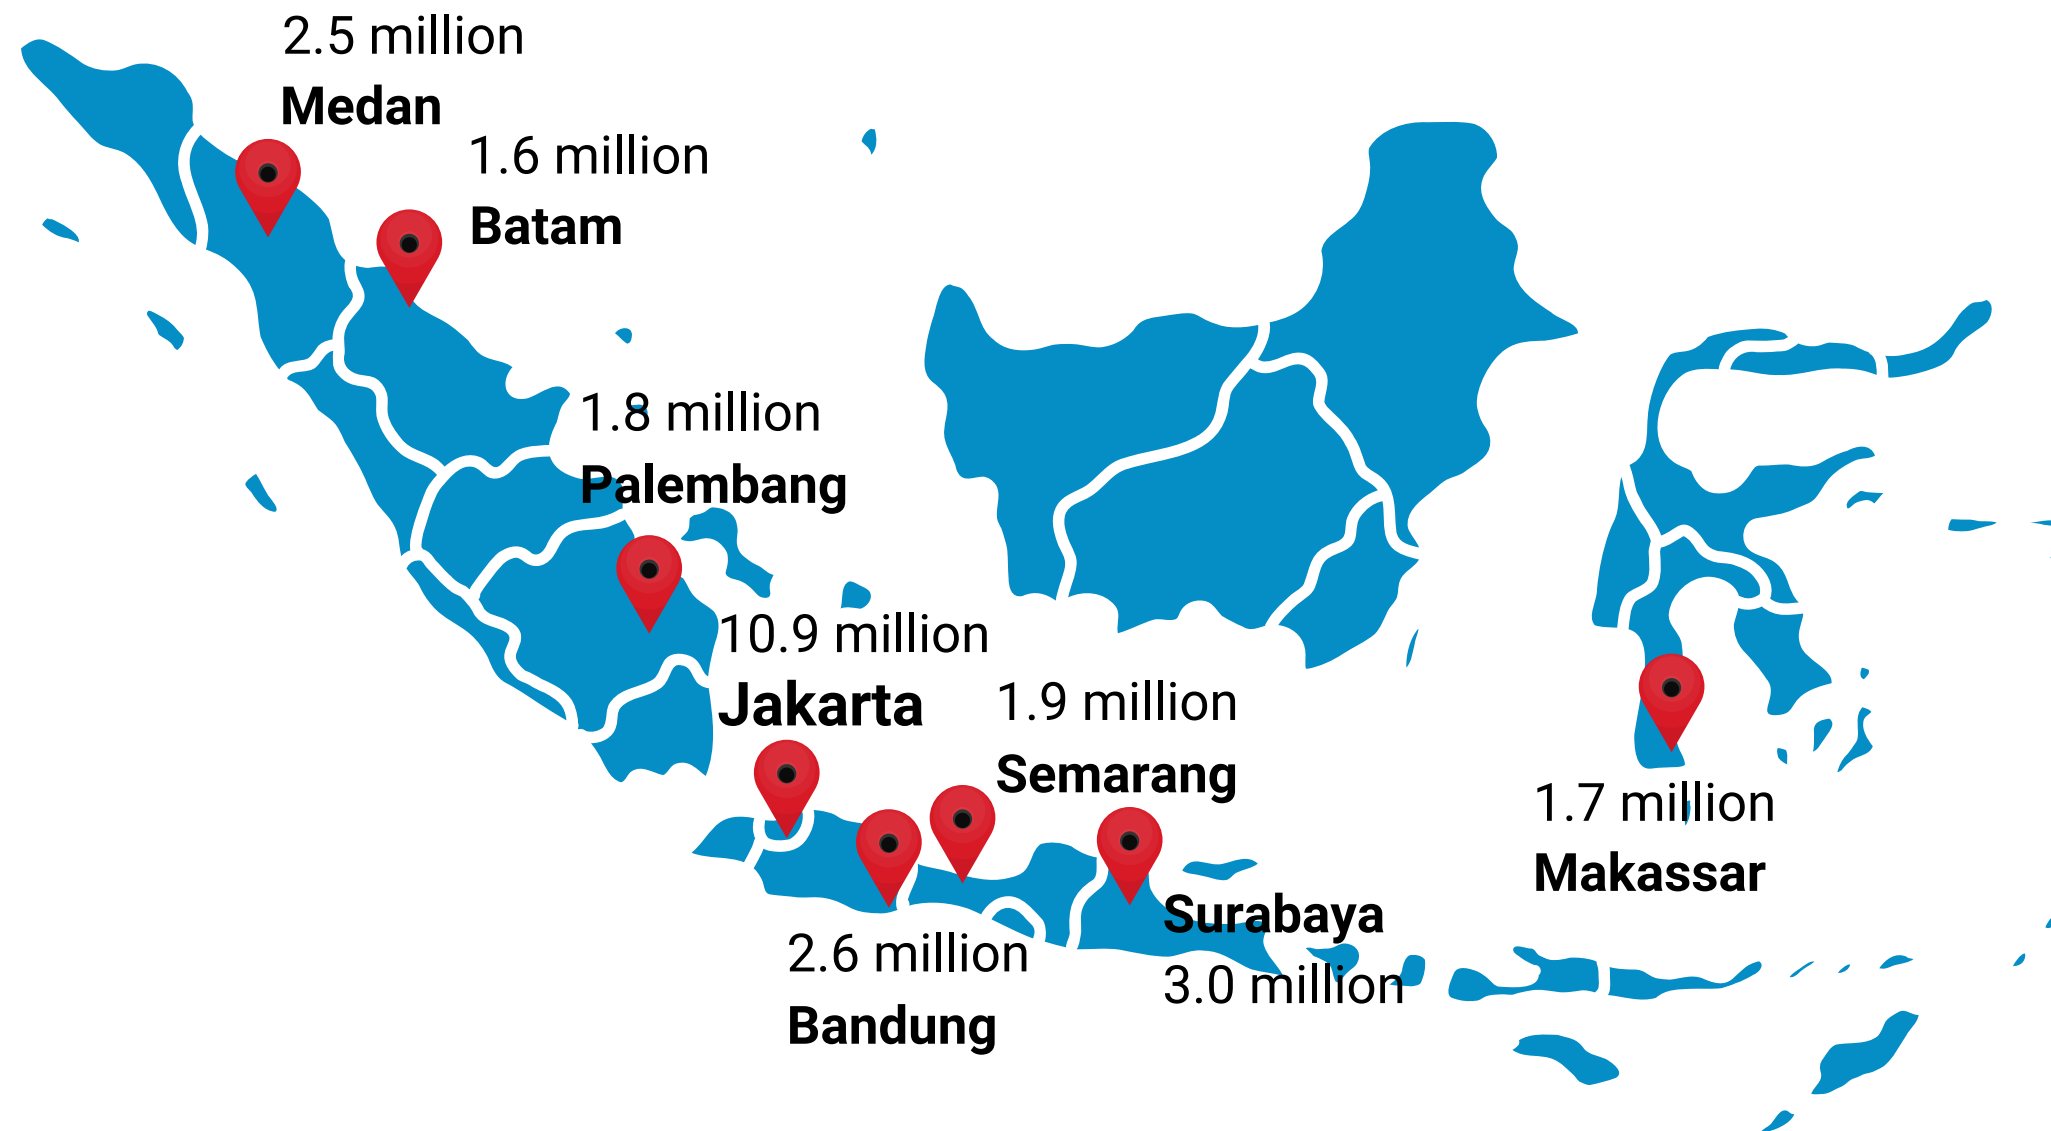 2.5 million
Medan
1.6 million
Batam
1.8 million
Palembang
10.9 million
Jakarta
1.9 million
Semarang
1.7 million
Makassar
Surabaya
3.0 million
2.6 million
Bandung